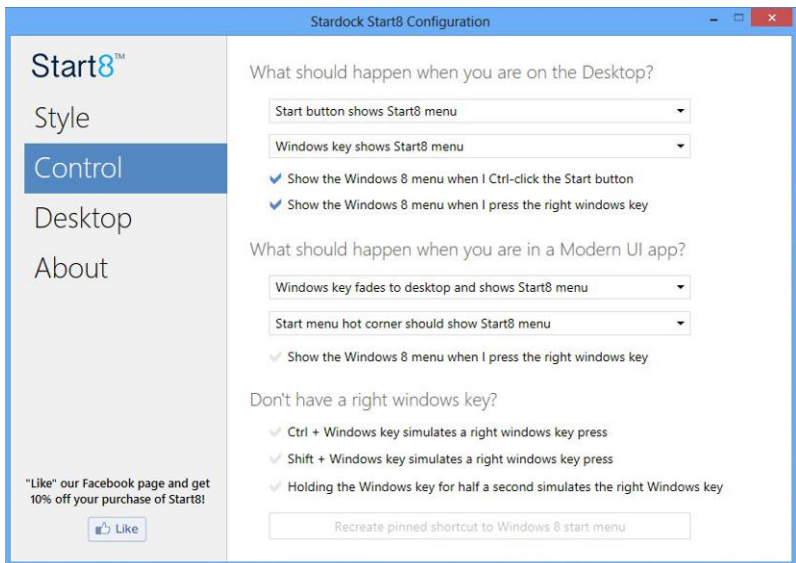 Stardock Start8 Configuration
Start8™
Style
Control
Desktop
About
"Like" our Facebook page and get
10% off your purchase of Start8!
Like
What should happen when you are on the Desktop?
Start button shows Start8 menu
Windows key shows Start8 menu
Show the Windows 8 menu when I Ctrl-click the Start button
Show the Windows 8 menu when I press the right windows key
What should happen when you are in a Modern UI app?
Windows key fades to desktop and shows Start8 menu
Start menu hot corner should show Start8 menu
Show the Windows 8 menu when I press the right windows key
Don't have a right windows key?
Ctrl + Windows key simulates a right windows key press
Shift + Windows key simulates a right windows key press
Holding the Windows key for half a second simulates the right Windows key
Recreate pinned shortcut to Windows 8 start menu